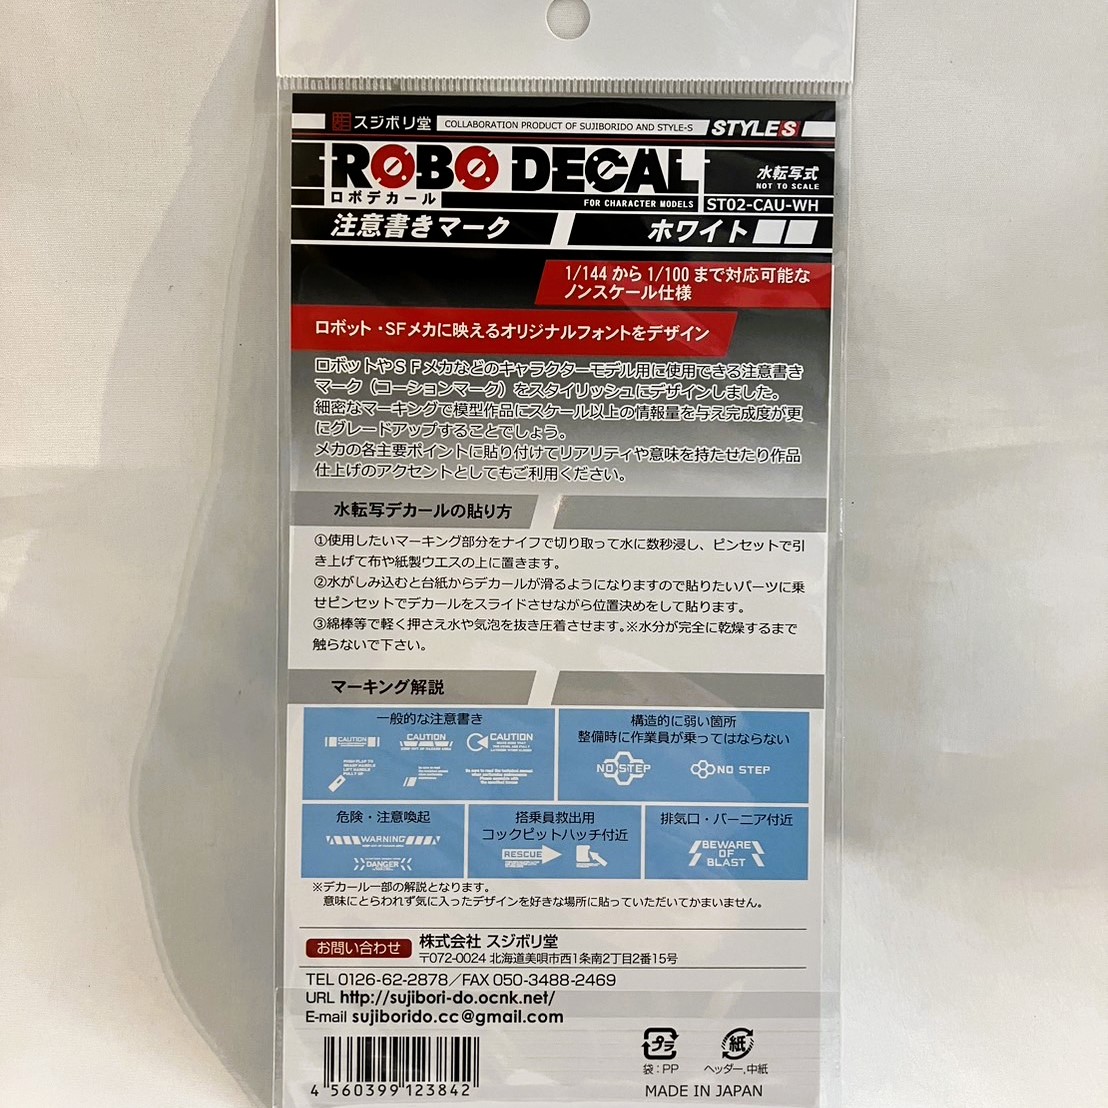 スジボリ堂 COLLABORATION PRODUCT OF SUJIBORIDO AND STYLE-S STYLE S
ROBO DECAL
水転写式
NOT TO SCALE
ロボデカール FOR CHARACTER MODELS ST02-CAU-WH
注意書きマーク ホワイト
1/144 から 1/100 まで対応可能な
ノンスケール仕様
ロボット・SFメカに映えるオリジナルフォントをデザイン
ロボットやSFメカなどのキャラクターモデル用に使用できる注意書き
マーク（コーションマーク）をスタイリッシュにデザインしました。
細密なマーキングで模型作品にスケール以上の情報量を与え完成度が更
にグレードアップすることでしょう。
メカの各主要ポイントに貼り付けてリアリティや意味を持たせたり作品
仕上げのアクセントとしてもご利用ください。
水転写デカールの貼り方
①使用したいマーキング部分をナイフで切り取って水に数秒浸し、ピンセットで引
き上げて布や紙製ウエスの上に置きます。
②水がしみ込むと台紙からデカールが滑るようになりますので貼りたいパーツに乗
せピンセットでデカールをスライドさせながら位置決めをして貼ります。
③綿棒等で軽く押さえ水や気泡を抜き圧着させます。※水分が完全に乾燥するまで
触らないで下さい。
マーキング解説
一般的な注意書き
CAUTION CAUTION CAUTION
構造的に弱い箇所
整備時に作業員が乗ってはならない
NO STEP NO STEP
危険・注意喚起
WARNING
DANGER
搭乗員救出用
コックピットハッチ付近
RESCUE
排気口・バーニア付近
BEWARE
OF
BLAST
※デカール一部の解説となります。
意味にとらわれず気に入ったデザインを好きな場所に貼っていただいてかまいません。
お問い合わせ 株式会社 スジボリ堂
〒072-0024 北海道美唄市西1条南2丁目2番15号
TEL 0126-62-2878／FAX 050-3488-2469
URL http://sujibori-do.ocnk.net/
E-mail sujiborido.cc@gmail.com
プラ 紙
袋：PP ヘッダー,中紙
4 560399 123842
MADE IN JAPAN